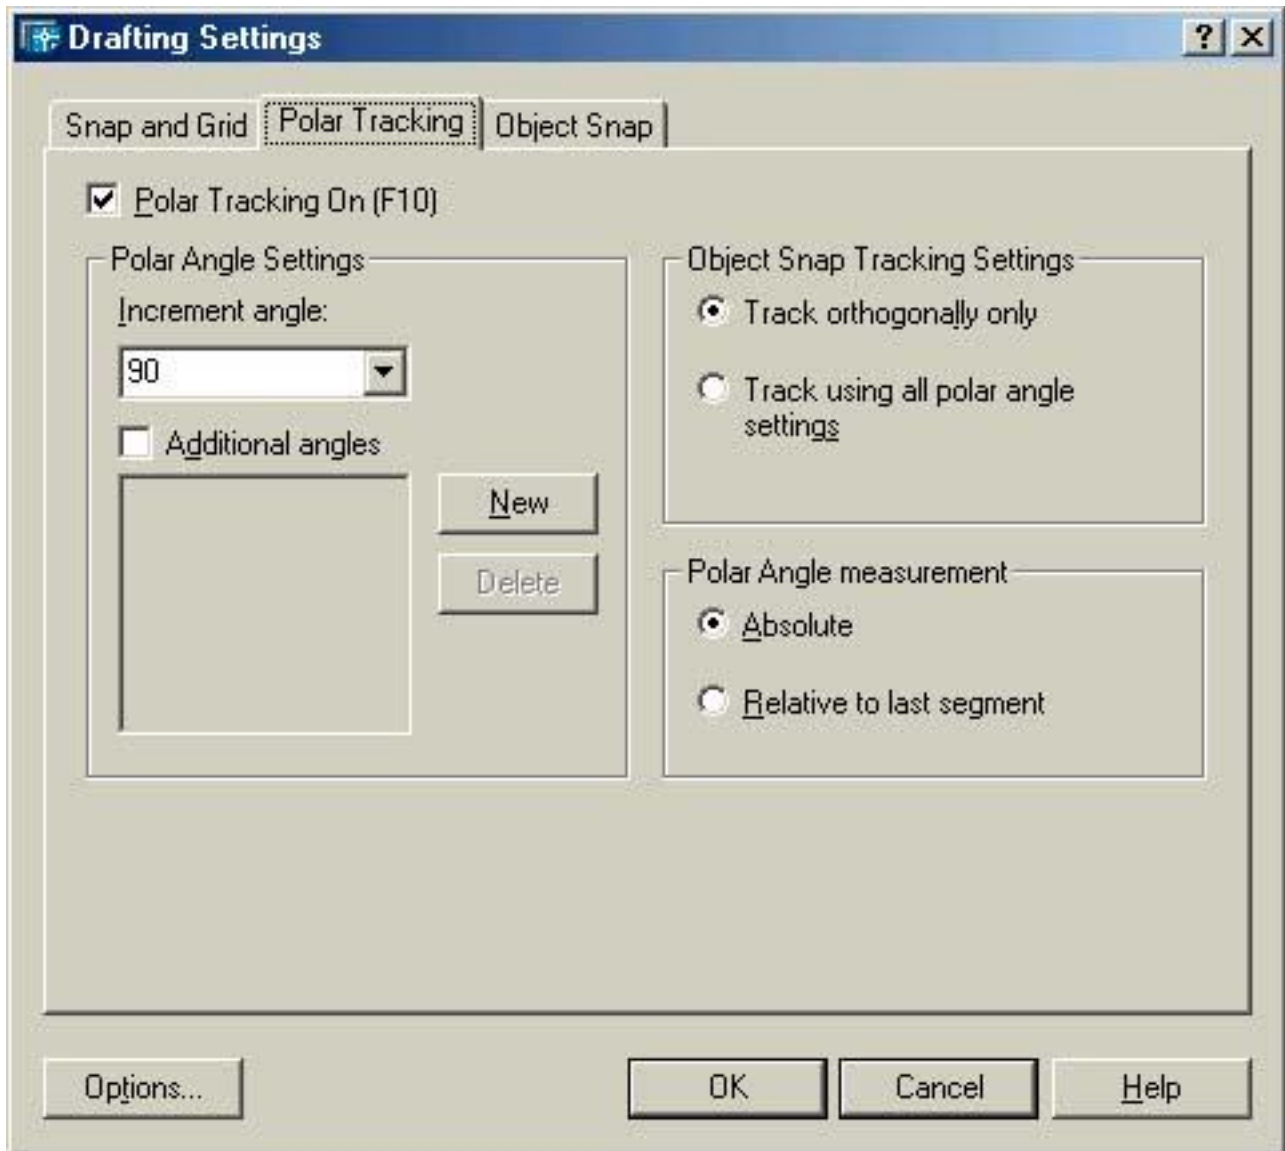 Drafting Settings
Snap and Grid
Polar Tracking
Object Snap
Polar Tracking On (F10)
Polar Angle Settings
Increment angle:
90
Additional angles
New
Delete
Object Snap Tracking Settings
Track orthogonally only
Track using all polar angle
settings
Polar Angle measurement
Absolute
Relative to last segment
Options...
OK
Cancel
Help